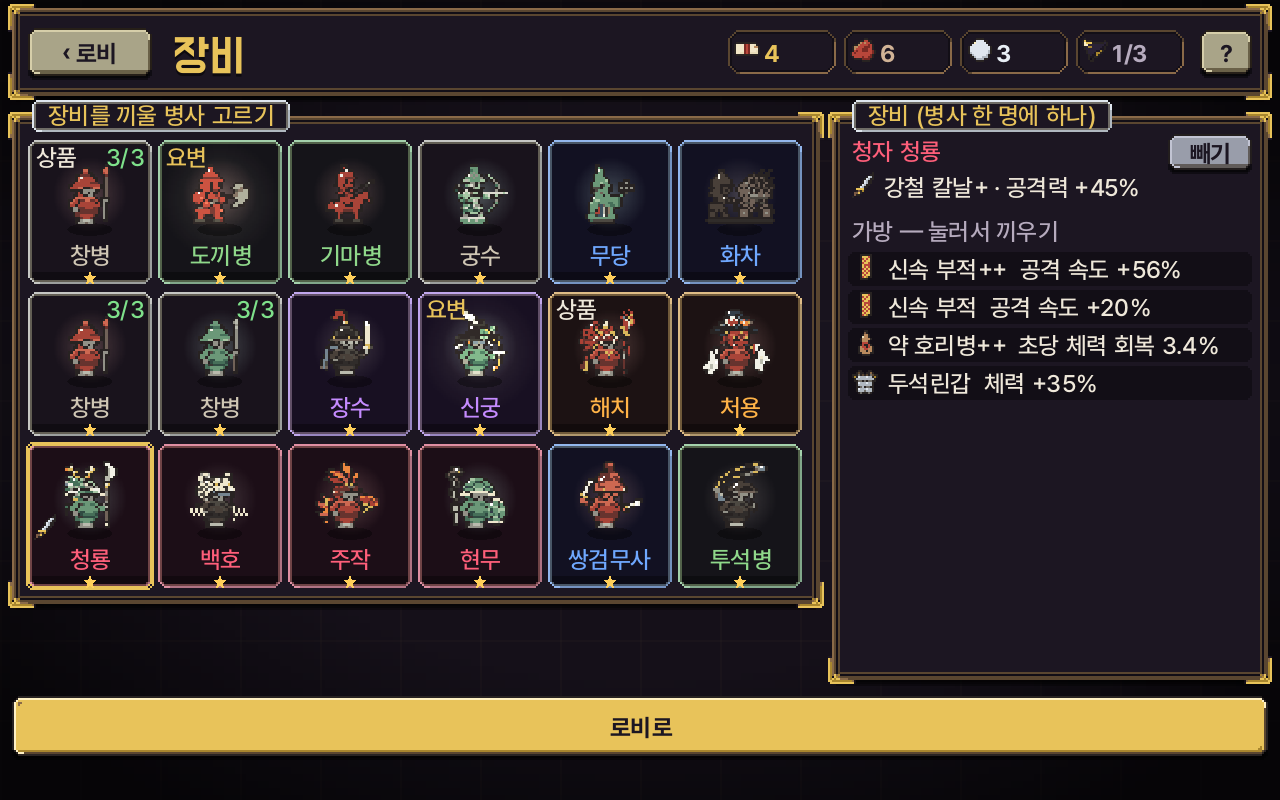 ‹ 로비
장비
4
6
3
1/3
?
장비를 끼울 병사 고르기
상품 3/3
창병
요변
도끼병
기마병
궁수
무당
화차
3/3
창병
3/3
창병
장수
요변
신궁
상품
해치
처용
청룡
백호
주작
현무
쌍검무사
투석병
장비 (병사 한 명에 하나)
청자 청룡
빼기
강철 칼날+ · 공격력 +45%
가방 — 눌러서 끼우기
신속 부적++ 공격 속도 +56%
신속 부적 공격 속도 +20%
약 호리병++ 초당 체력 회복 3.4%
두석린갑 체력 +35%
로비로